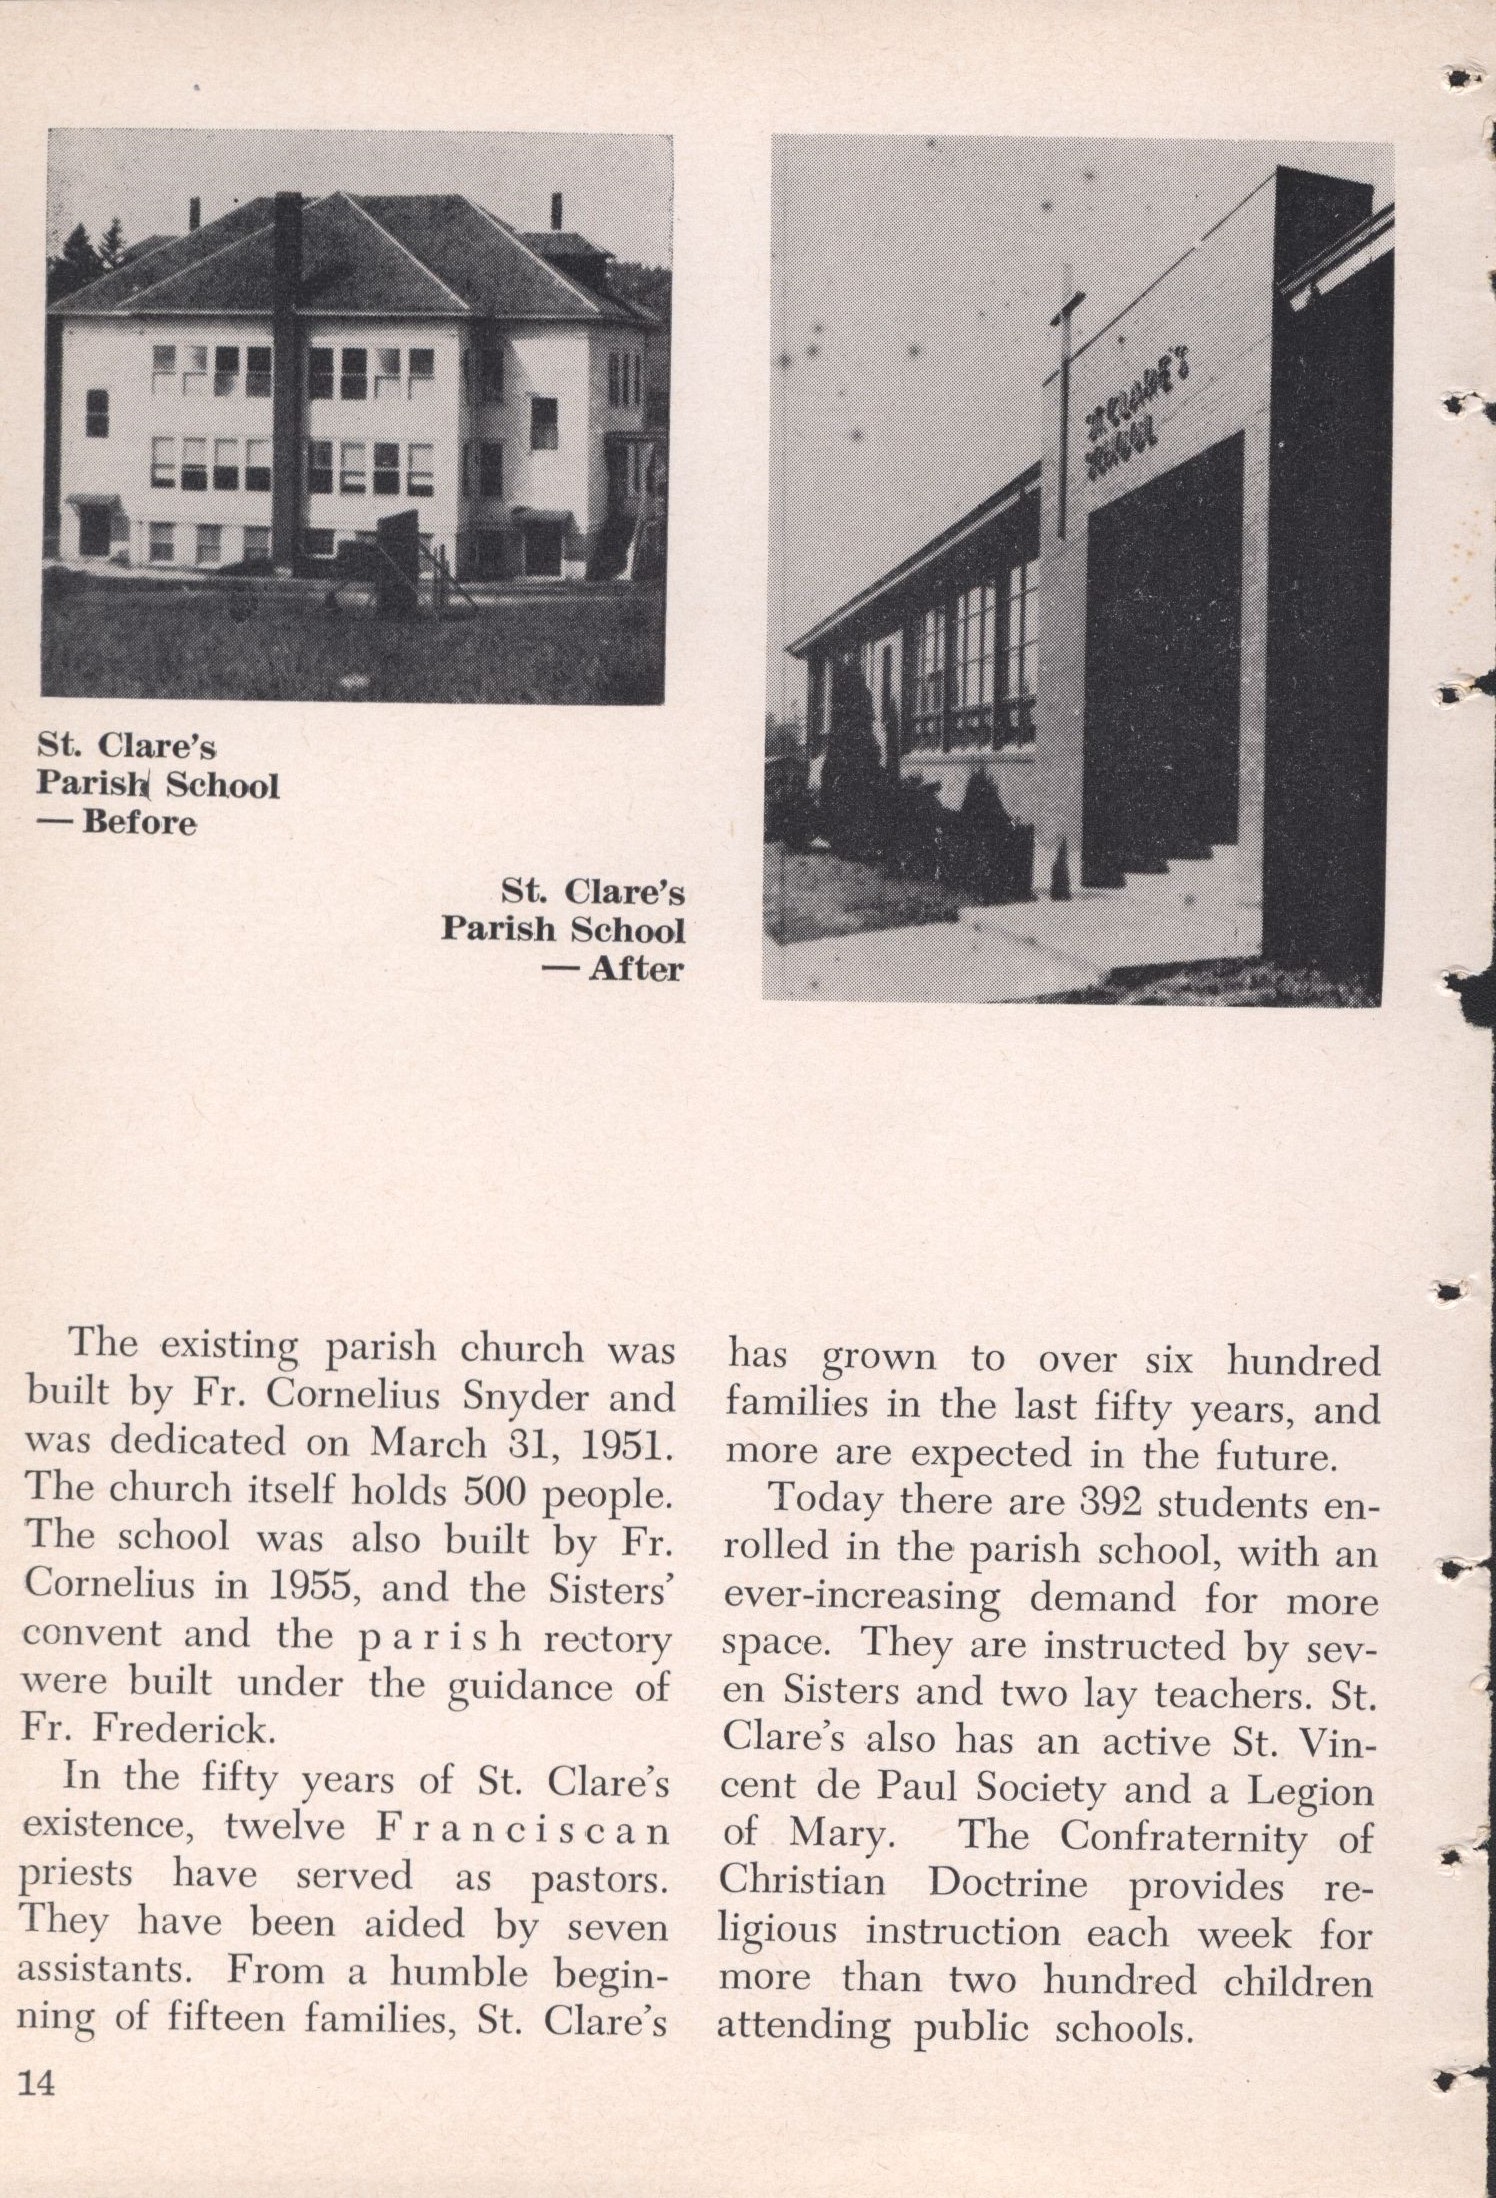 ST. CLARE'S
SCHOOL
St. Clare's
Parish School
— Before
St. Clare's
Parish School
— After
The existing parish church was
built by Fr. Cornelius Snyder and
was dedicated on March 31, 1951.
The church itself holds 500 people.
The school was also built by Fr.
Cornelius in 1955, and the Sisters'
convent and the parish rectory
were built under the guidance of
Fr. Frederick.
In the fifty years of St. Clare's
existence, twelve Franciscan
priests have served as pastors.
They have been aided by seven
assistants. From a humble begin-
ning of fifteen families, St. Clare's
has grown to over six hundred
families in the last fifty years, and
more are expected in the future.
Today there are 392 students en-
rolled in the parish school, with an
ever-increasing demand for more
space. They are instructed by sev-
en Sisters and two lay teachers. St.
Clare's also has an active St. Vin-
cent de Paul Society and a Legion
of Mary. The Confraternity of
Christian Doctrine provides re-
ligious instruction each week for
more than two hundred children
attending public schools.
14